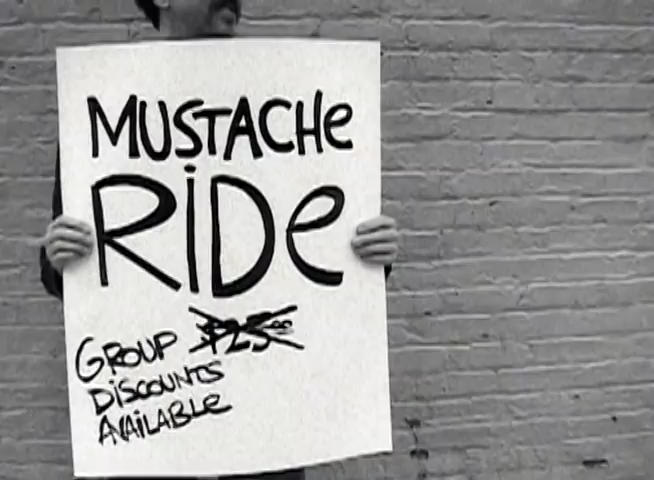 MUSTACHe
RiDe
$25.00
GROUP
DiSCOUNTS
AVAiLABLe